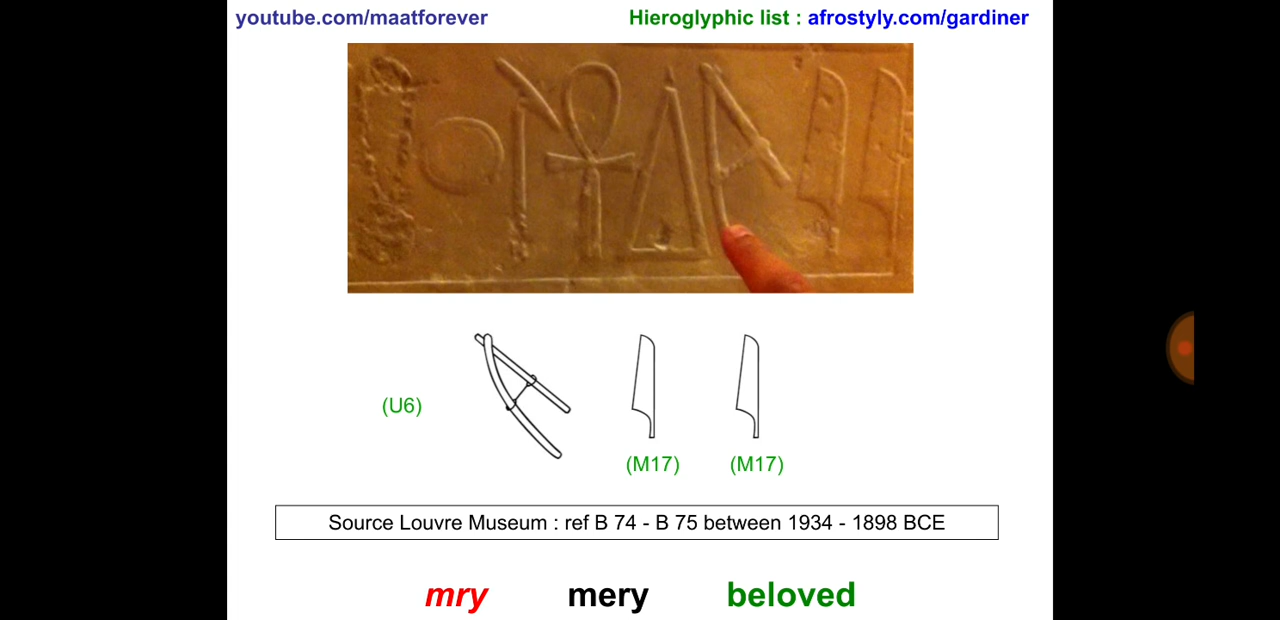 youtube.com/maatforever Hieroglyphic list : afrostyly.com/gardiner
(U6)
(M17) (M17)
Source Louvre Museum : ref B 74 - B 75 between 1934 - 1898 BCE
mry mery beloved